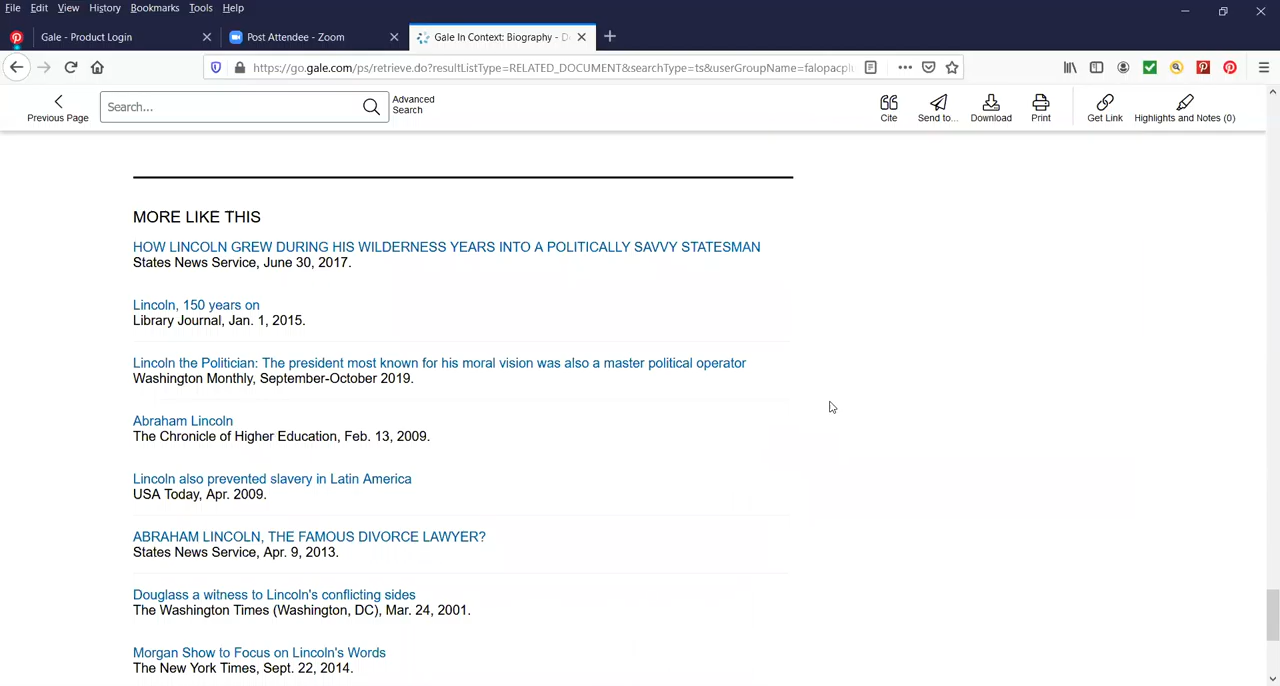 File Edit View History Bookmarks Tools Help
Gale - Product Login
Post Attendee - Zoom
Gale In Context: Biography - D
https://go.gale.com/ps/retrieve.do?resultListType=RELATED_DOCUMENT&searchType=ts&userGroupName=falopacplu
Previous Page
Search...
Advanced
Search
Cite
Send to...
Download
Print
Get Link
Highlights and Notes (0)
MORE LIKE THIS
HOW LINCOLN GREW DURING HIS WILDERNESS YEARS INTO A POLITICALLY SAVVY STATESMAN
States News Service, June 30, 2017.
Lincoln, 150 years on
Library Journal, Jan. 1, 2015.
Lincoln the Politician: The president most known for his moral vision was also a master political operator
Washington Monthly, September-October 2019.
Abraham Lincoln
The Chronicle of Higher Education, Feb. 13, 2009.
Lincoln also prevented slavery in Latin America
USA Today, Apr. 2009.
ABRAHAM LINCOLN, THE FAMOUS DIVORCE LAWYER?
States News Service, Apr. 9, 2013.
Douglass a witness to Lincoln's conflicting sides
The Washington Times (Washington, DC), Mar. 24, 2001.
Morgan Show to Focus on Lincoln's Words
The New York Times, Sept. 22, 2014.